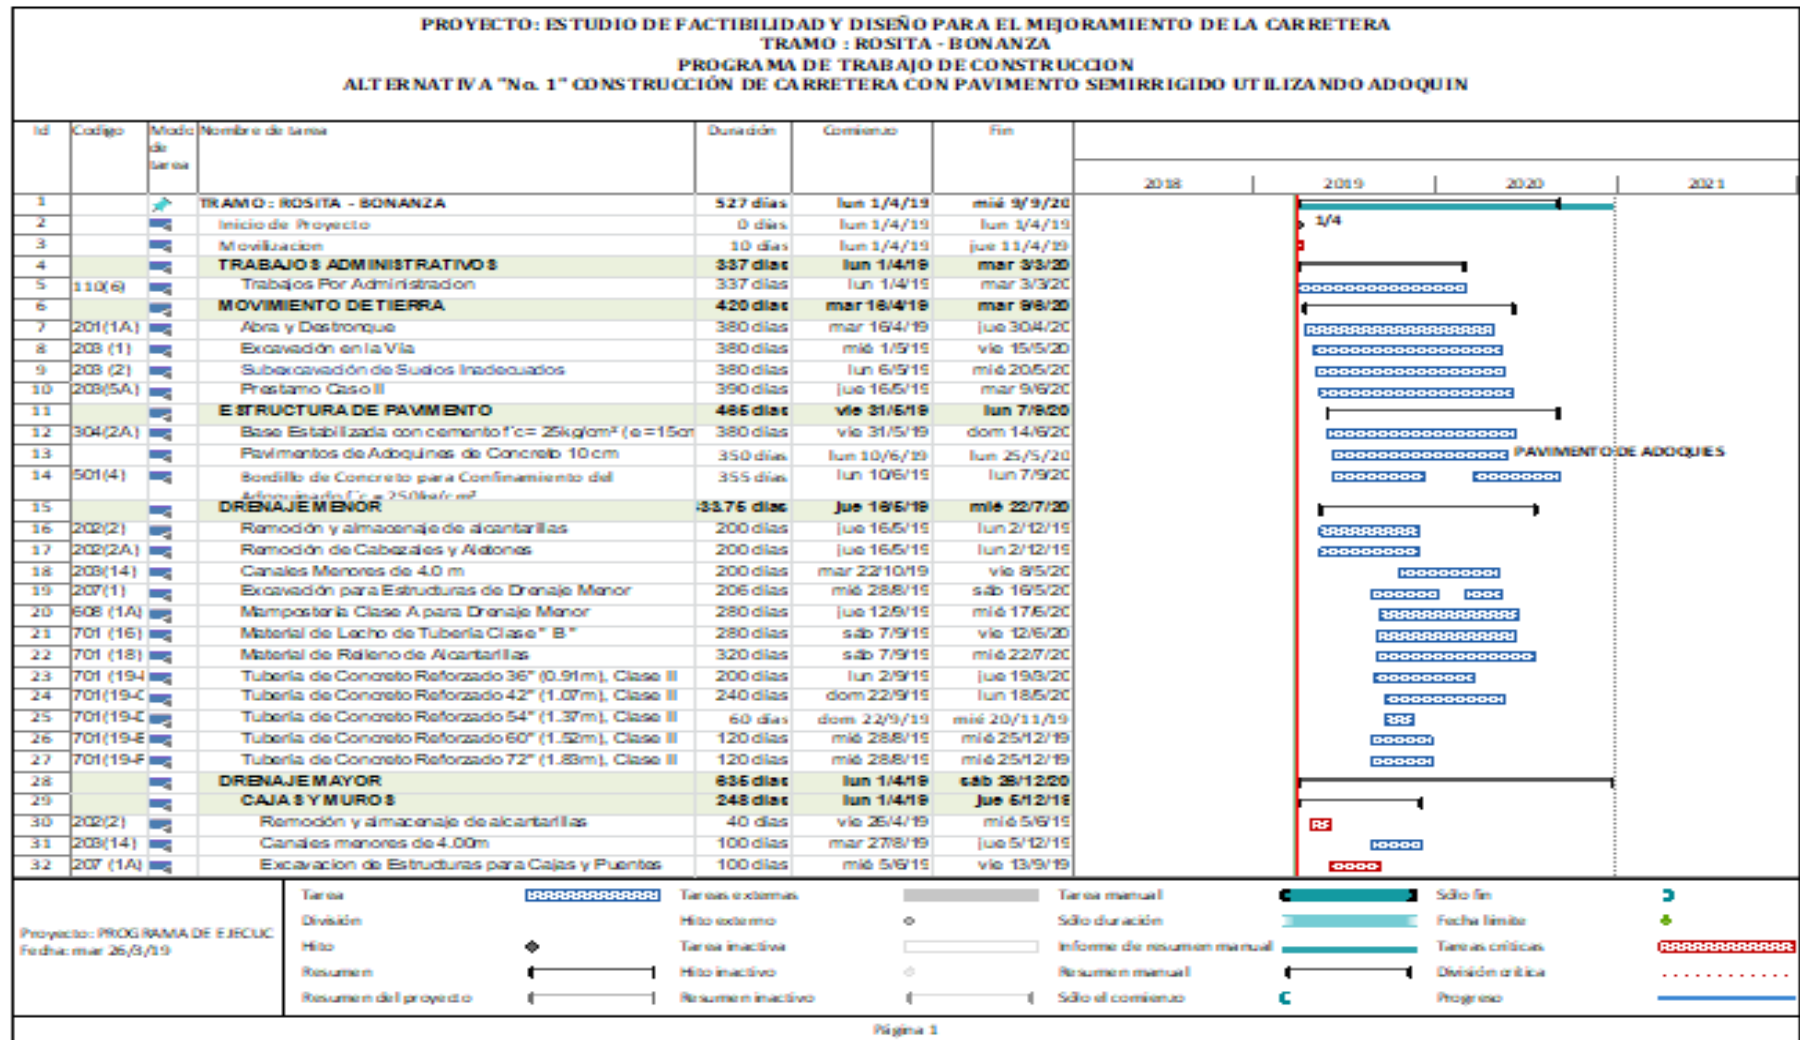 PROYECTO: ESTUDIO DE FACTIBILIDAD Y DISEÑO PARA EL MEJORAMIENTO DE LA CARRETERA
TRAMO : ROSITA - BONANZA
PROGRAMA DE TRABAJO DE CONSTRUCCION
ALTERNATIVA "No. 1" CONSTRUCCIÓN DE CARRETERA CON PAVIMENTO SEMIRRIGIDO UTILIZANDO ADOQUIN
Id Codigo Modo de tarea Nombre de tarea Duración Comienzo Fin
2018 2019 2020 2021
1 TRAMO : ROSITA - BONANZA 527 días lun 1/4/19 mié 9/9/20
2 Inicio de Proyecto 0 días lun 1/4/19 lun 1/4/19 1/4
3 Movilizacion 10 días lun 1/4/19 jue 11/4/19
4 TRABAJOS ADMINISTRATIVOS 337 días lun 1/4/19 mar 3/3/20
5 110(6) Trabajos Por Administracion 337 días lun 1/4/19 mar 3/3/20
6 MOVIMIENTO DE TIERRA 420 días mar 16/4/19 mar 9/6/20
7 201(1A) Abra y Destronque 380 días mar 16/4/19 jue 30/4/20
8 203 (1) Excavación en la Vía 380 días mié 1/5/19 vie 15/5/20
9 203 (2) Subexcavación de Suelos Inadecuados 380 días lun 6/5/19 mié 20/5/20
10 203(5A) Prestamo Caso II 390 días jue 16/5/19 mar 9/6/20
11 ESTRUCTURA DE PAVIMENTO 465 días vie 31/5/19 lun 7/9/20
12 304(2A) Base Estabilizada con cemento f'c= 25kg/cm² (e =15cm 380 días vie 31/5/19 dom 14/6/20
13 Pavimentos de Adoquines de Concreto 10 cm 350 días lun 10/6/19 lun 25/5/20 PAVIMENTO DE ADOQUIES
14 501(4) Bordillo de Concreto para Confinamiento del 355 días lun 10/6/19 lun 7/9/20
Adoquinado f'c = 250kg/cm²
15 DRENAJE MENOR 33.75 días jue 16/5/19 mié 22/7/20
16 202(2) Remoción y almacenaje de alcantarillas 200 días jue 16/5/19 lun 2/12/19
17 202(2A) Remoción de Cabezales y Aletones 200 días jue 16/5/19 lun 2/12/19
18 203(14) Canales Menores de 4.0 m 200 días mar 22/10/19 vie 8/5/20
19 207(1) Excavación para Estructuras de Drenaje Menor 206 días mié 28/8/19 sáb 16/5/20
20 608 (1A) Mampostería Clase A para Drenaje Menor 280 días jue 12/9/19 mié 17/6/20
21 701 (16) Material de Lecho de Tubería Clase " B " 280 días sáb 7/9/19 vie 12/6/20
22 701 (18) Material de Relleno de Alcantarillas 320 días sáb 7/9/19 mié 22/7/20
23 701 (19- Tubería de Concreto Reforzado 36" (0.91m), Clase II 200 días lun 2/9/19 jue 19/3/20
24 701(19-C Tubería de Concreto Reforzado 42" (1.07m), Clase II 240 días dom 22/9/19 lun 18/5/20
25 701(19-D Tubería de Concreto Reforzado 54" (1.37m), Clase II 60 días dom 22/9/19 mié 20/11/19
26 701(19-E Tubería de Concreto Reforzado 60" (1.52m), Clase II 120 días mié 28/8/19 mié 25/12/19
27 701(19-F Tubería de Concreto Reforzado 72" (1.83m), Clase II 120 días mié 28/8/19 mié 25/12/19
28 DRENAJE MAYOR 635 días lun 1/4/19 sáb 26/12/20
29 CAJAS Y MUROS 248 días lun 1/4/19 jue 5/12/19
30 202(2) Remoción y almacenaje de alcantarillas 40 días vie 26/4/19 mié 5/6/19
31 203(14) Canales menores de 4.00m 100 días mar 27/8/19 jue 5/12/19
32 207 (1A) Excavacion de Estructuras para Cajas y Puentes 100 días mié 5/6/19 vie 13/9/19
Proyecto: PROGRAMA DE EJECUC
Fecha: mar 26/3/19
Tarea Tareas externas Tarea manual Sólo fin
División Hito externo Sólo duración Fecha límite
Hito Tarea inactiva Informe de resumen manual Tareas críticas
Resumen Hito inactivo Resumen manual División crítica
Resumen del proyecto Resumen inactivo Sólo el comienzo Progreso
Página 1